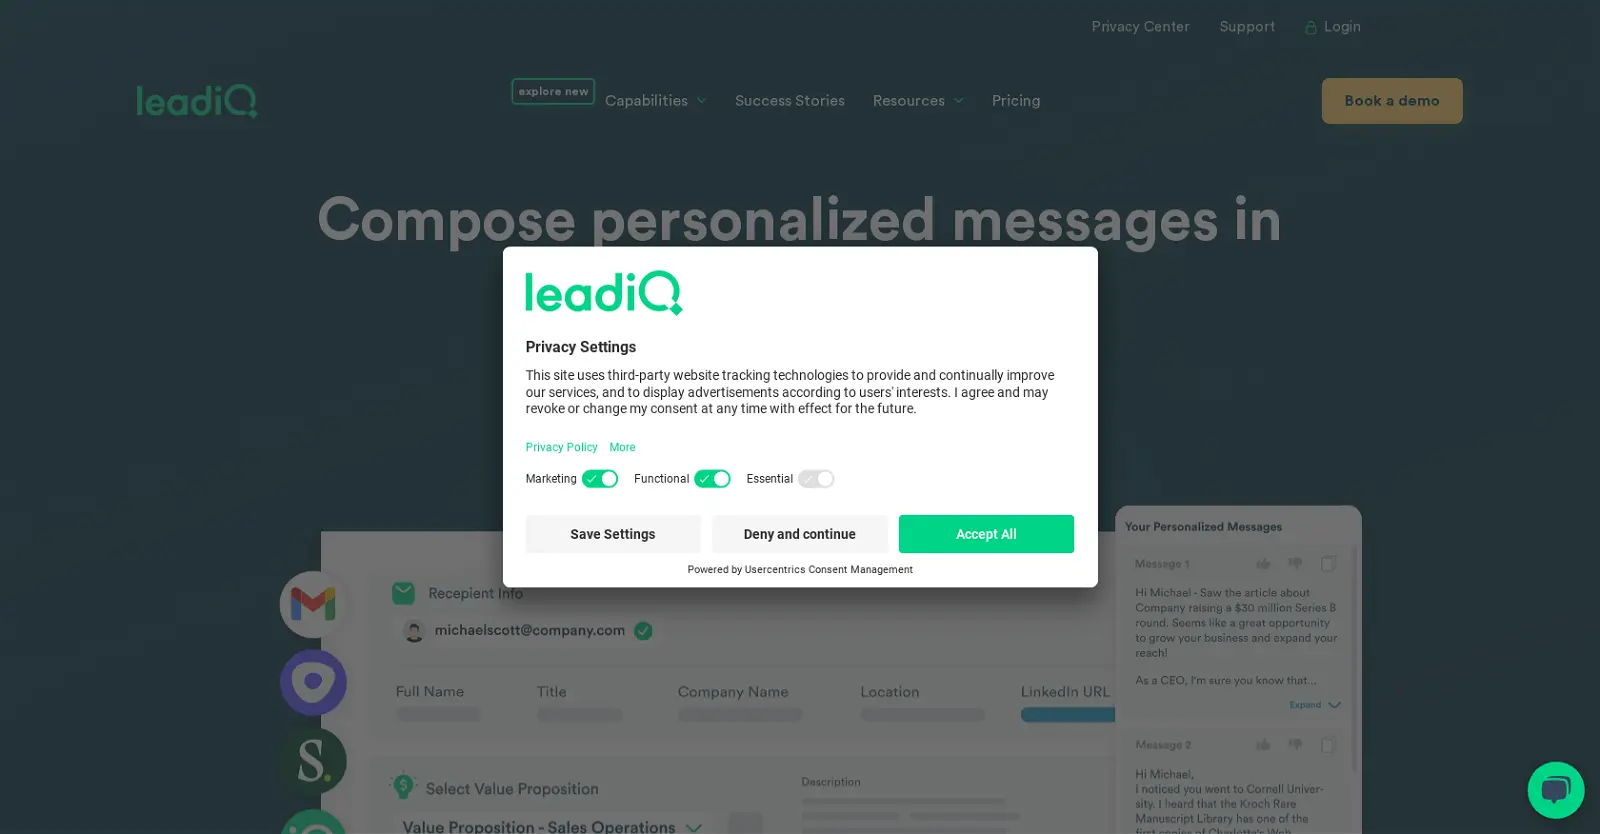 Privacy Center Support Login
leadiQ
explore new
Capabilities Success Stories Resources Pricing
Book a demo
Compose personalized messages in
leadiQ
Privacy Settings
This site uses third-party website tracking technologies to provide and continually improve
our services, and to display advertisements according to users' interests. I agree and may
revoke or change my consent at any time with effect for the future.
Privacy Policy More
Marketing Functional Essential
Save Settings Deny and continue Accept All
Powered by Usercentrics Consent Management
Recepient Info
michaelscott@company.com
Full Name Title Company Name Location LinkedIn URL
Select Value Proposition
Value Proposition - Sales Operations
Description
Your Personalized Messages
Message 1
Hi Michael - Saw the article about
Company raising a $30 million Series B
round. Seems like a great opportunity
to grow your business and expand your
reach!
As a CEO, I'm sure you know that...
Expand
Message 2
Hi Michael,
I noticed you went to Cornell Univer-
sity. I heard that the Kroch Rare
Manuscript Library has one of the
first copies of Charlotte's Web
S.